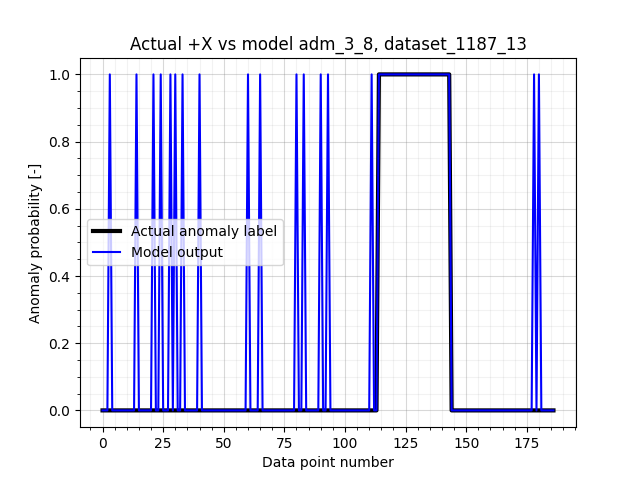 Actual +X vs model adm_3_8, dataset_1187_13
Anomaly probability [-]
1.0
0.8
0.6
0.4
0.2
0.0
Actual anomaly label
Model output
0 25 50 75 100 125 150 175
Data point number